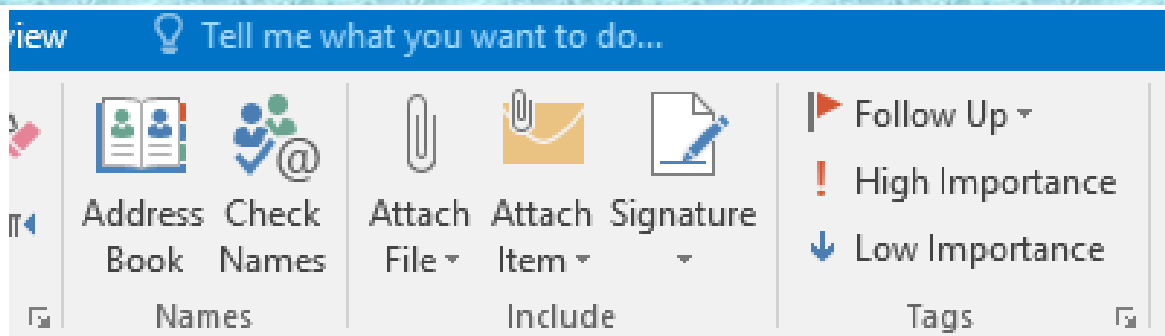 view Tell me what you want to do...
Address Book
Check Names
Attach File
Attach Item
Signature
Follow Up
High Importance
Low Importance
Names
Include
Tags